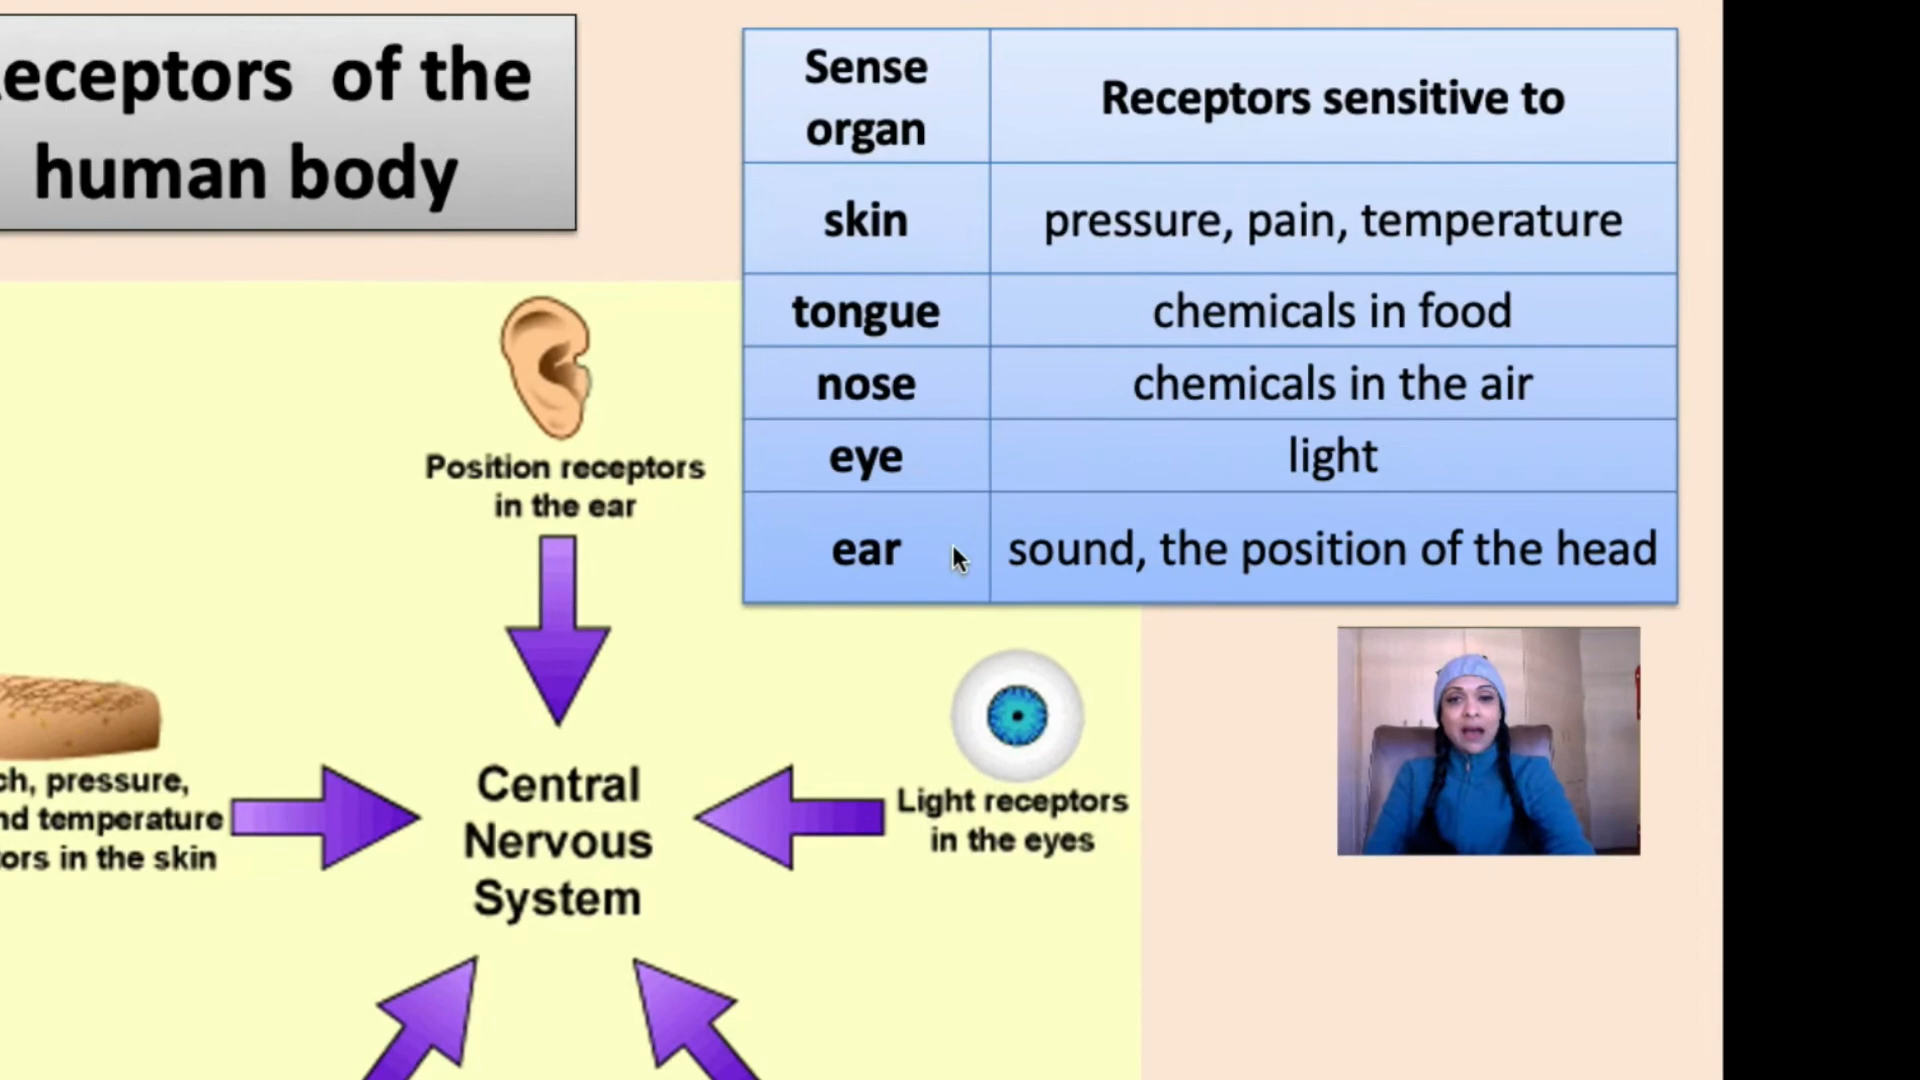 eceptors of the
human body
Sense organ
Receptors sensitive to
skin
pressure, pain, temperature
tongue
chemicals in food
nose
chemicals in the air
eye
light
ear
sound, the position of the head
Position receptors
in the ear
ch, pressure,
nd temperature
ors in the skin
Central
Nervous
System
Light receptors
in the eyes